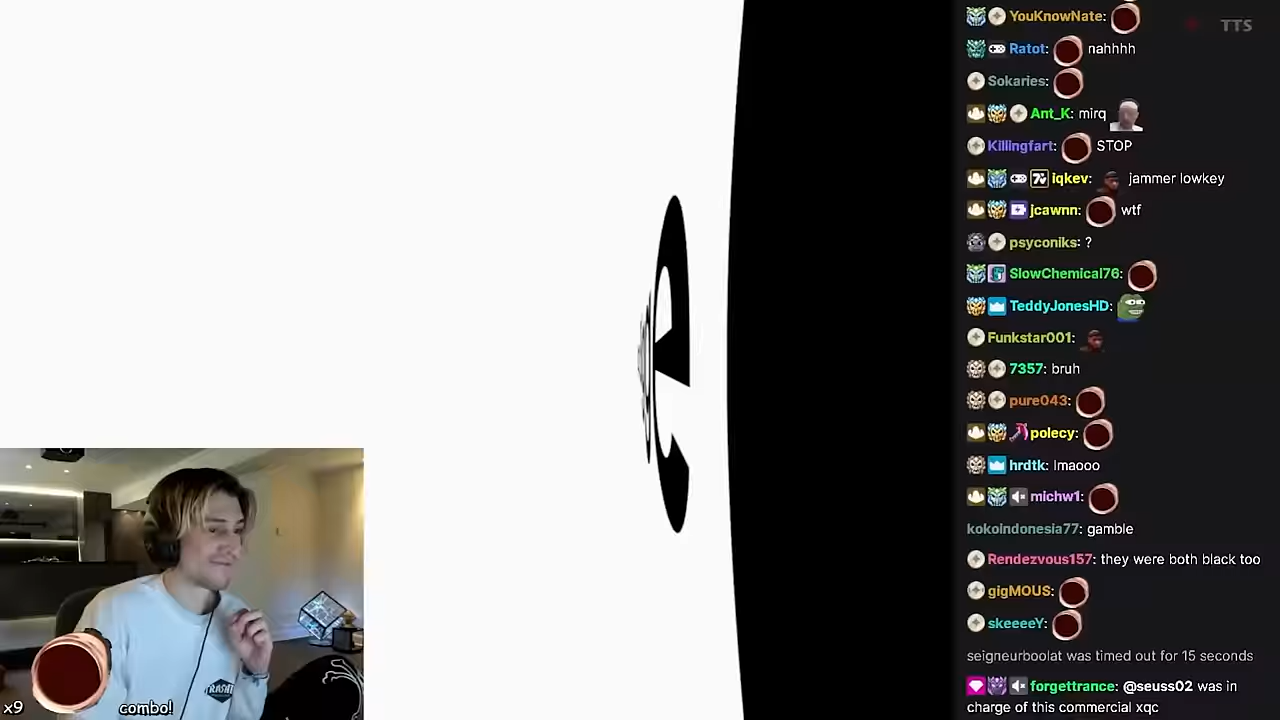 YouKnowNate:
TTS
Ratot: nahhhh
Sokaries:
Ant_K: mirq
Killingfart: STOP
iqkev: jammer lowkey
jcawnn: wtf
psyconiks: ?
SlowChemical76:
TeddyJonesHD:
Funkstar001:
7357: bruh
pure043:
polecy:
hrdtk: lmaooo
michw1:
kokoindonesia77: gamble
Rendezvous157: they were both black too
gigMOUS:
skeeeeY:
seigneurboolat was timed out for 15 seconds
forgettrance: @seuss02 was in
charge of this commercial xqc
e
x9 combo!